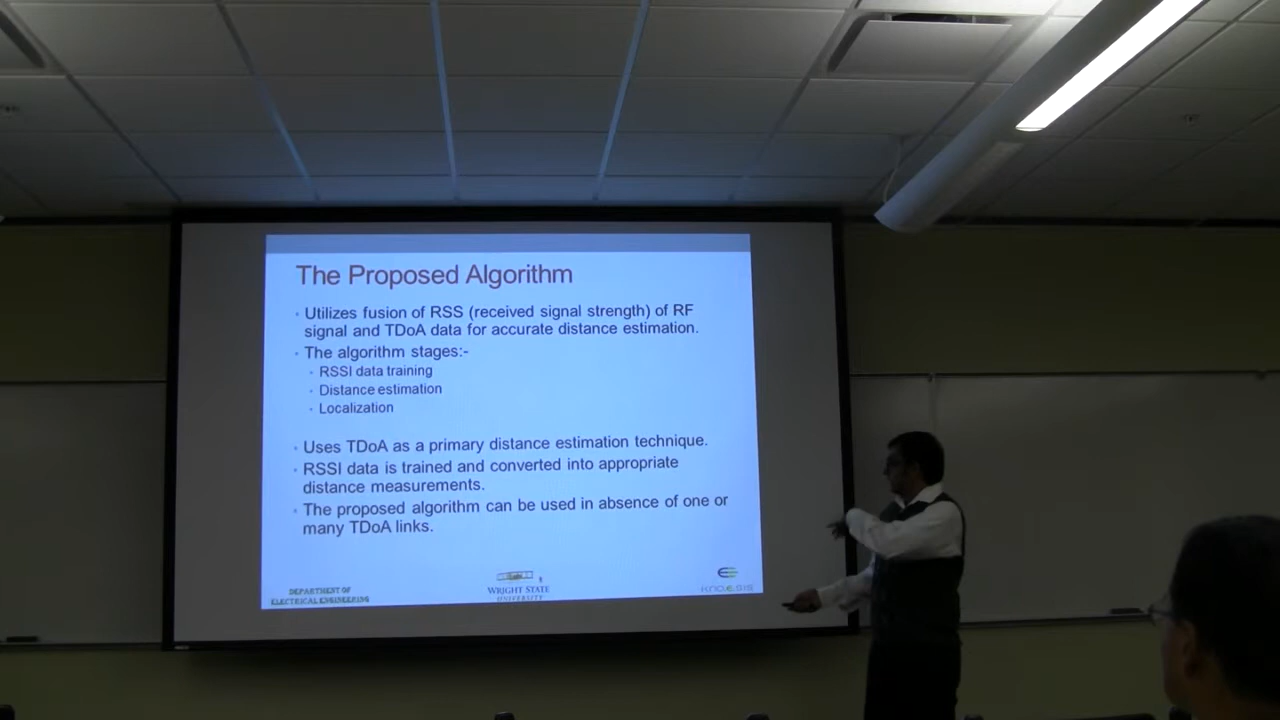 The Proposed Algorithm
Utilizes fusion of RSS (received signal strength) of RF
signal and TDoA data for accurate distance estimation.
The algorithm stages:-
RSSI data training
Distance estimation
Localization
Uses TDoA as a primary distance estimation technique.
RSSI data is trained and converted into appropriate
distance measurements.
The proposed algorithm can be used in absence of one or
many TDoA links.
DEPARTMENT OF
ELECTRICAL ENGINEERING
WRIGHT STATE
UNIVERSITY
kno.e.sis